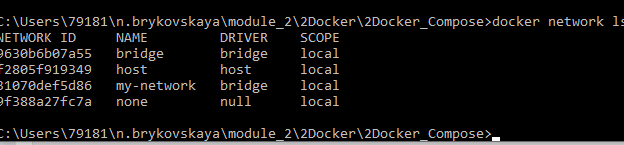 C:\Users\79181\n.brykovskaya\module_2\2Docker\2Docker_Compose>docker network ls
NETWORK ID NAME DRIVER SCOPE
9630b6b07a55 bridge bridge local
f2805f919349 host host local
81070def5d86 my-network bridge local
9f388a27fc7a none null local
C:\Users\79181\n.brykovskaya\module_2\2Docker\2Docker_Compose>